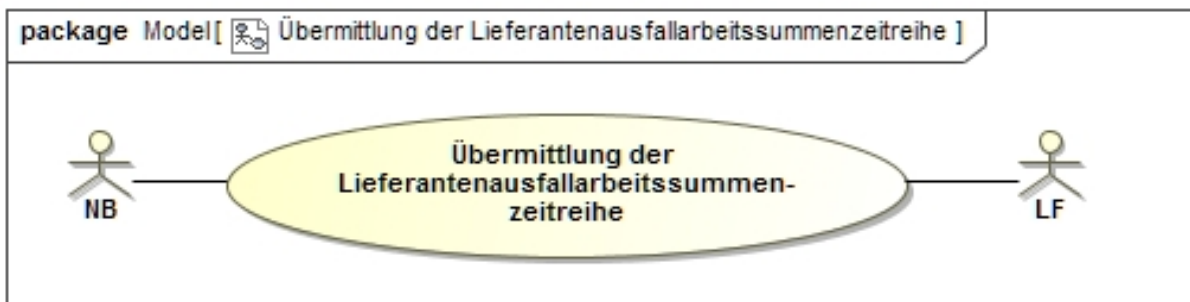 package Model[ Übermittlung der Lieferantenausfallarbeitssummenzeitreihe ]
Übermittlung der
Lieferantenausfallarbeitssummen-
zeitreihe
NB
LF